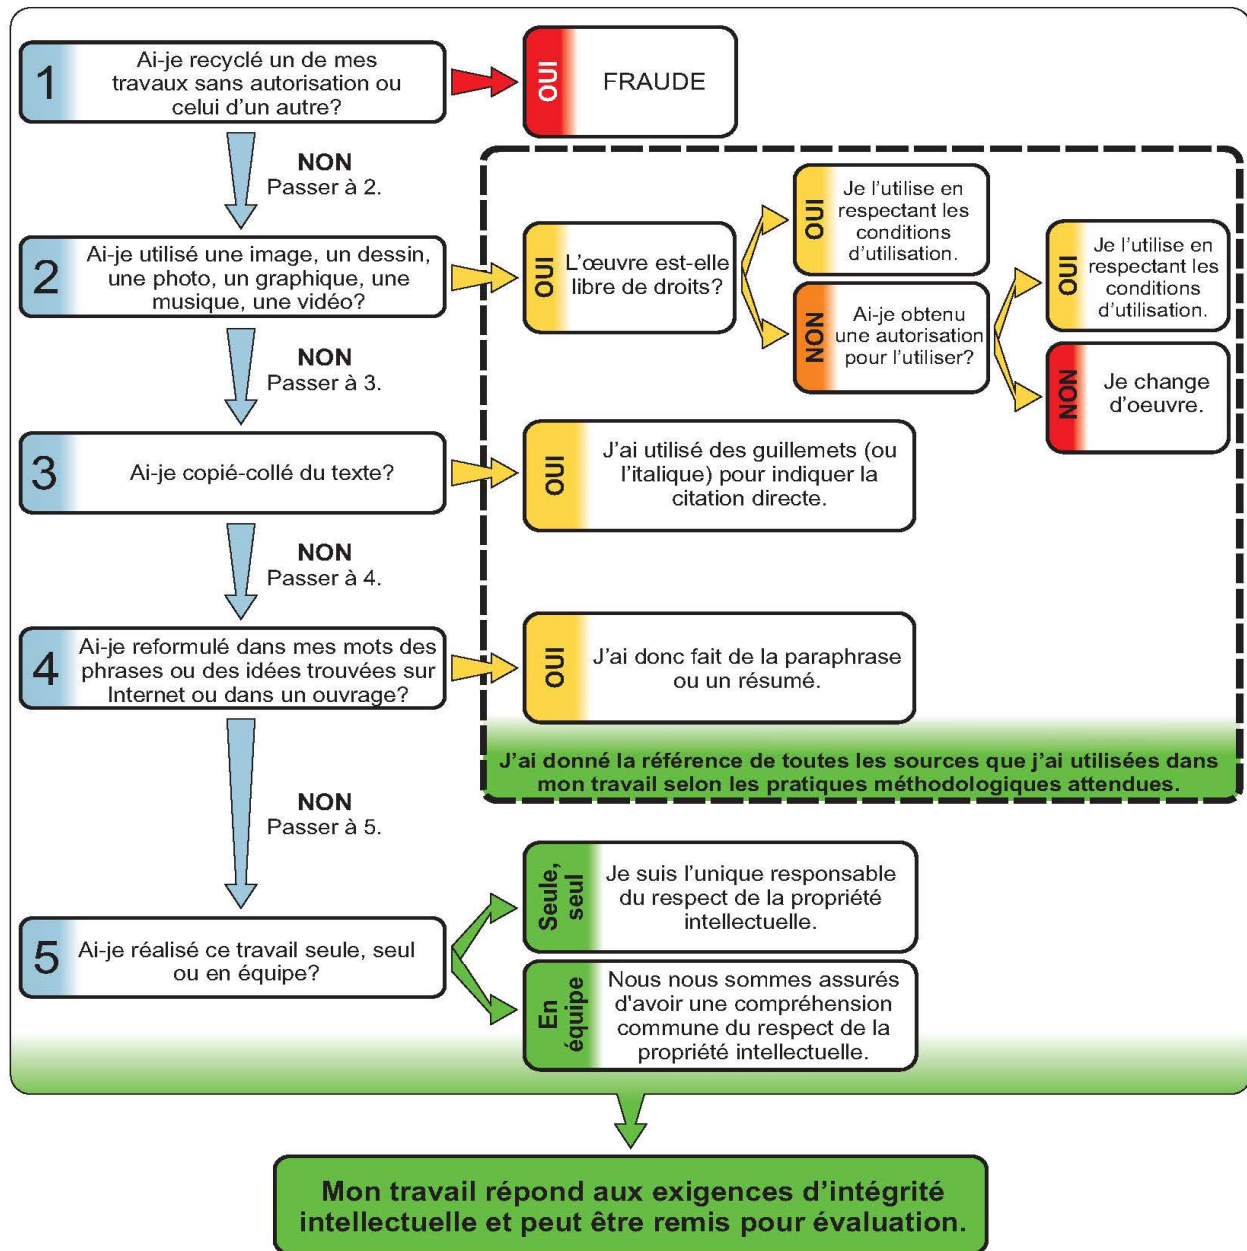 1
Ai-je recyclé un de mes
travaux sans autorisation ou
celui d'un autre?
OUI
FRAUDE
NON
Passer à 2.
2
Ai-je utilisé une image, un dessin,
une photo, un graphique, une
musique, une vidéo?
OUI
L'œuvre est-elle
libre de droits?
OUI
Je l'utilise en
respectant les
conditions
d'utilisation.
NON
Ai-je obtenu
une autorisation
pour l'utiliser?
OUI
Je l'utilise en
respectant les
conditions
d'utilisation.
NON
Je change
d'oeuvre.
NON
Passer à 3.
3
Ai-je copié-collé du texte?
OUI
J'ai utilisé des guillemets (ou
l'italique) pour indiquer la
citation directe.
NON
Passer à 4.
4
Ai-je reformulé dans mes mots des
phrases ou des idées trouvées sur
Internet ou dans un ouvrage?
OUI
J'ai donc fait de la paraphrase
ou un résumé.
J'ai donné la référence de toutes les sources que j'ai utilisées dans
mon travail selon les pratiques méthodologiques attendues.
NON
Passer à 5.
5
Ai-je réalisé ce travail seule, seul
ou en équipe?
Seule,
seul
Je suis l'unique responsable
du respect de la propriété
intellectuelle.
En
équipe
Nous nous sommes assurés
d'avoir une compréhension
commune du respect de la
propriété intellectuelle.
Mon travail répond aux exigences d'intégrité
intellectuelle et peut être remis pour évaluation.